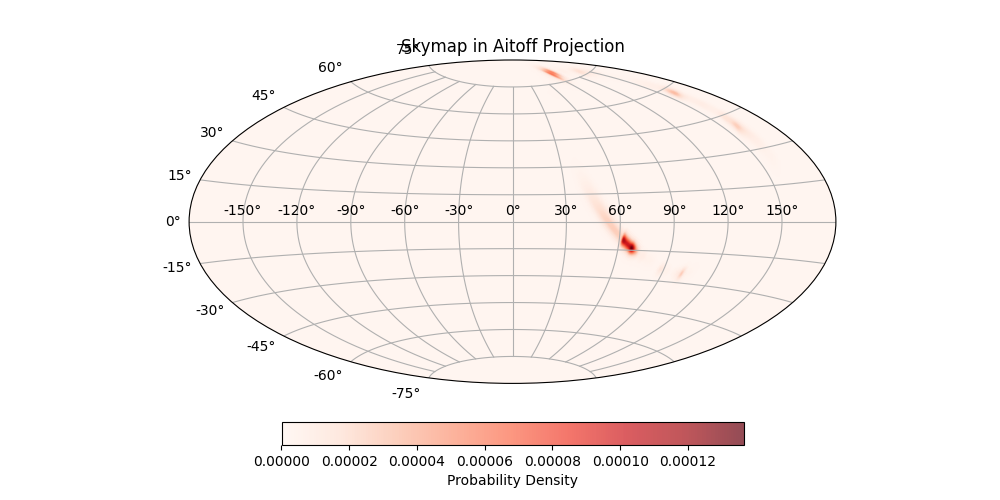 75°
Skymap in Aitoff Projection
60°
45°
30°
15°
-150° -120° -90° -60° -30° 0° 30° 60° 90° 120° 150°
0°
-15°
-30°
-45°
-60°
-75°
0.00000 0.00002 0.00004 0.00006 0.00008 0.00010 0.00012
Probability Density